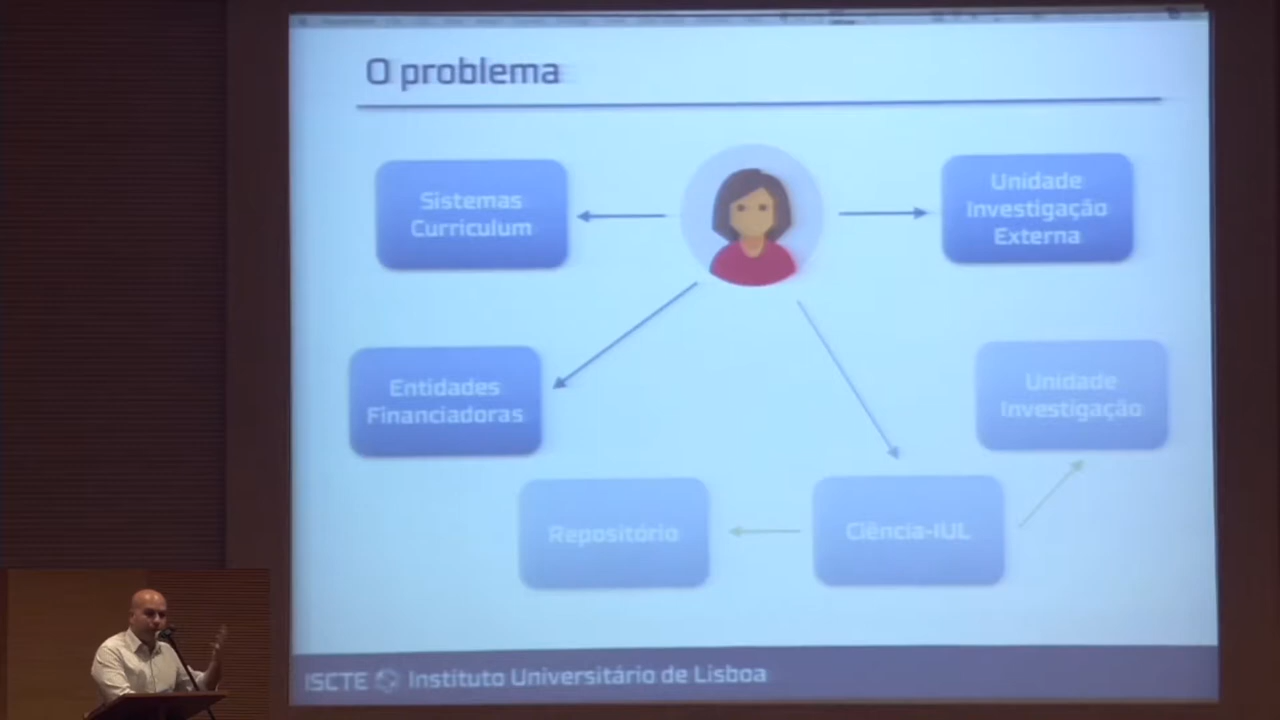 O problema
Sistemas
Curriculum
Unidade
Investigação
Externa
Entidades
Financiadoras
Unidade
Investigação
Repositório
Ciência-IUL
ISCTE Instituto Universitário de Lisboa